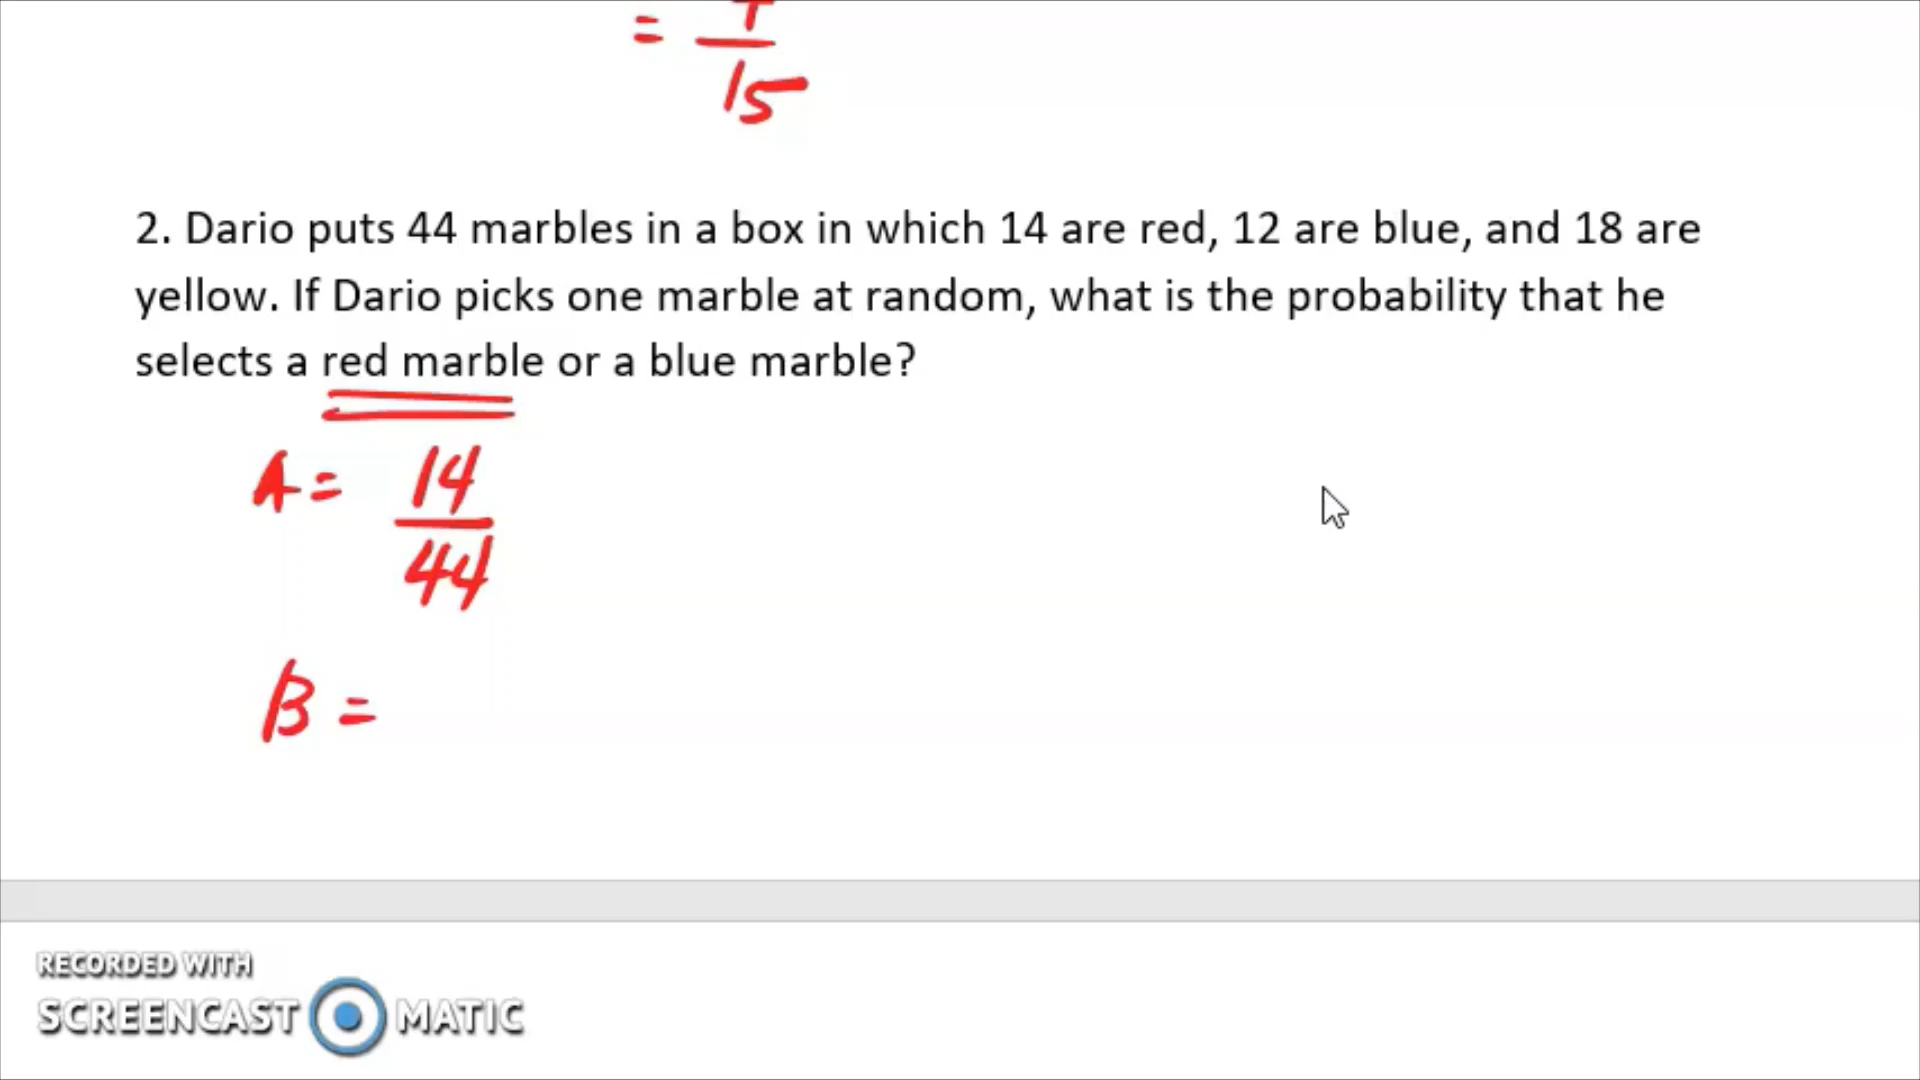 =
15
2. Dario puts 44 marbles in a box in which 14 are red, 12 are blue, and 18 are
yellow. If Dario picks one marble at random, what is the probability that he
selects a red marble or a blue marble?
A = 14
44
B =
RECORDED WITH
SCREENCAST MATIC